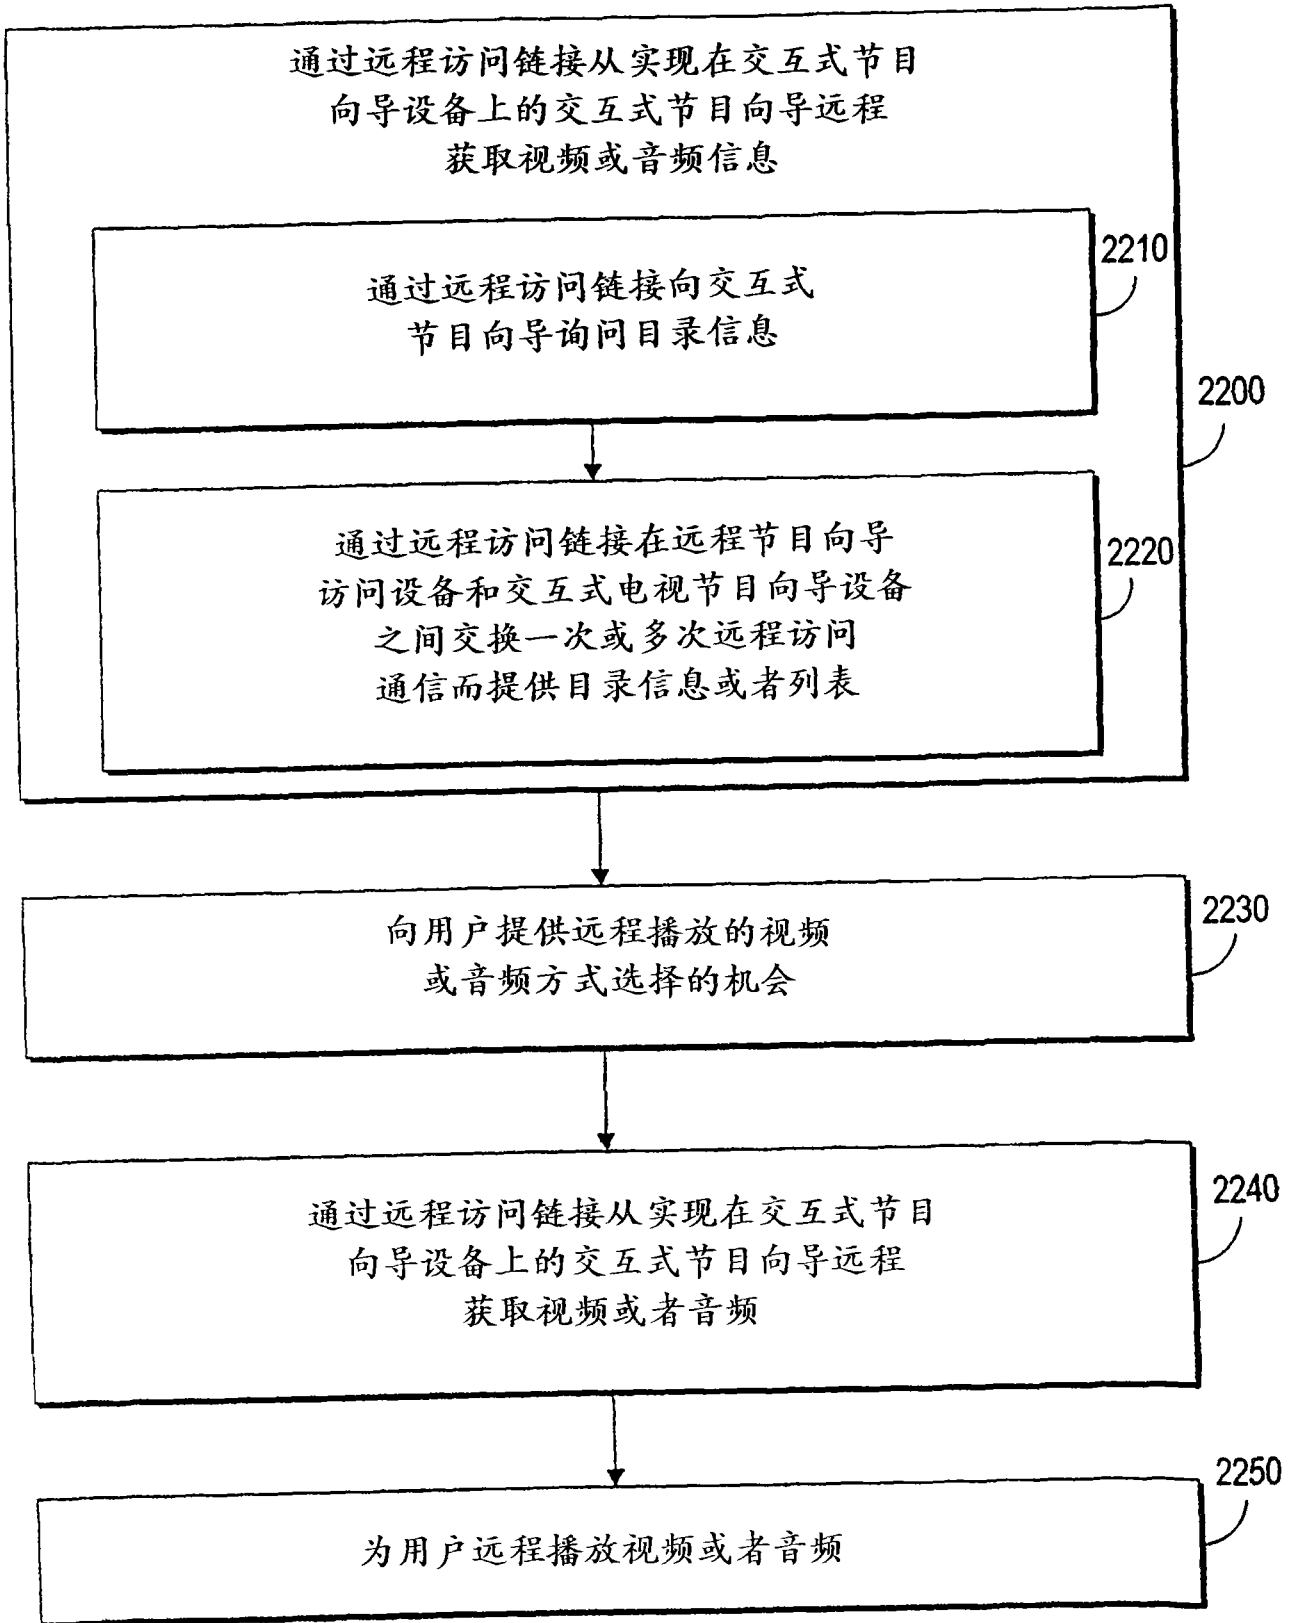 通过远程访问链接从实现在交互式节目
向导设备上的交互式节目向导远程
获取视频或音频信息
2210
通过远程访问链接向交互式
节目向导询问目录信息
2200
通过远程访问链接在远程节目向导
访问设备和交互式电视节目向导设备
之间交换一次或多次远程访问
通信而提供目录信息或者列表
2220
向用户提供远程播放的视频
或音频方式选择的机会
2230
通过远程访问链接从实现在交互式节目
向导设备上的交互式节目向导远程
获取视频或者音频
2240
为用户远程播放视频或者音频
2250